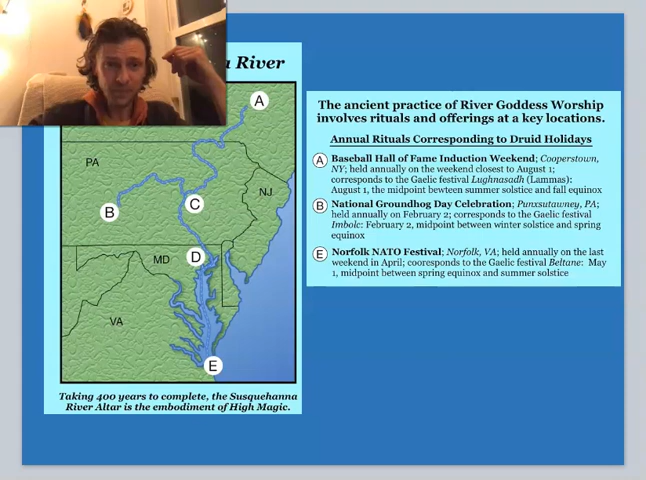 a River
A
PA
NJ
B
C
MD
D
VA
E
Taking 400 years to complete, the Susquehanna
River Altar is the embodiment of High Magic.
The ancient practice of River Goddess Worship
involves rituals and offerings at a key locations.
Annual Rituals Corresponding to Druid Holidays
A Baseball Hall of Fame Induction Weekend; Cooperstown,
NY; held annually on the weekend closest to August 1;
corresponds to the Gaelic festival Lughnasadh (Lammas):
August 1, the midpoint bewteen summer solstice and fall equinox
B National Groundhog Day Celebration; Punxsutawney, PA;
held annually on February 2; corresponds to the Gaelic festival
Imbolc: February 2, midpoint between winter solstice and spring
equinox
E Norfolk NATO Festival; Norfolk, VA; held annually on the last
weekend in April; cooresponds to the Gaelic festival Beltane: May
1, midpoint between spring equinox and summer solstice